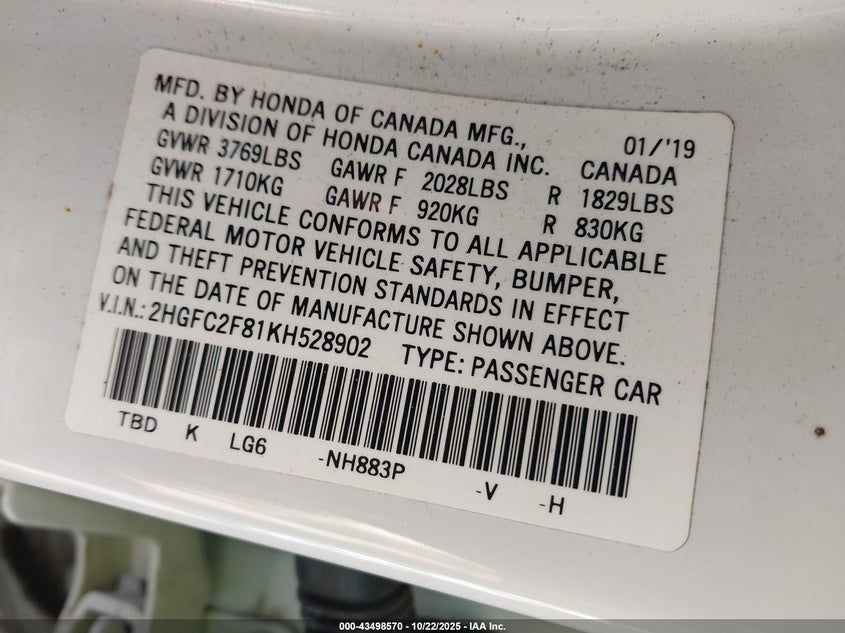 MFD. BY HONDA OF CANADA MFG., 01/'19
A DIVISION OF HONDA CANADA INC. CANADA
GVWR 3769LBS GAWR F 2028LBS R 1829LBS
GVWR 1710KG GAWR F 920KG R 830KG
THIS VEHICLE CONFORMS TO ALL APPLICABLE
FEDERAL MOTOR VEHICLE SAFETY, BUMPER,
AND THEFT PREVENTION STANDARDS IN EFFECT
ON THE DATE OF MANUFACTURE SHOWN ABOVE.
V.I.N.: 2HGFC2F81KH528902 TYPE: PASSENGER CAR
TBD K LG6 -NH883P -V -H
000-43498570 - 10/22/2025 - IAA Inc.